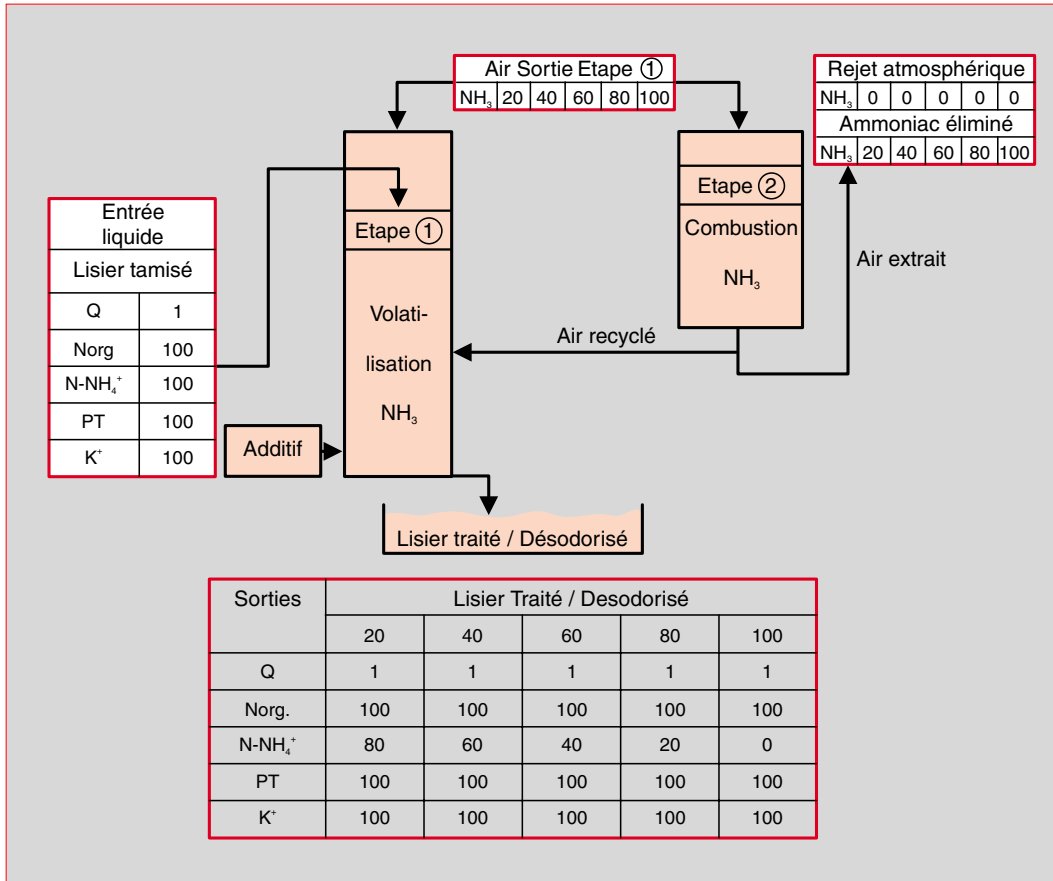 Air Sortie Etape ①
NH₃ 20 40 60 80 100
Rejet atmosphérique
NH₃ 0 0 0 0 0
Ammoniac éliminé
NH₃ 20 40 60 80 100
Entrée
liquide
Lisier tamisé
Q 1
Norg 100
N-NH₄⁺ 100
PT 100
K⁺ 100
Etape ①
Volati-
lisation
NH₃
Etape ②
Combustion
NH₃
Air extrait
Air recyclé
Additif
Lisier traité / Désodorisé
Sorties Lisier Traité / Desodorisé
20 40 60 80 100
Q 1 1 1 1 1
Norg. 100 100 100 100 100
N-NH₄⁺ 80 60 40 20 0
PT 100 100 100 100 100
K⁺ 100 100 100 100 100